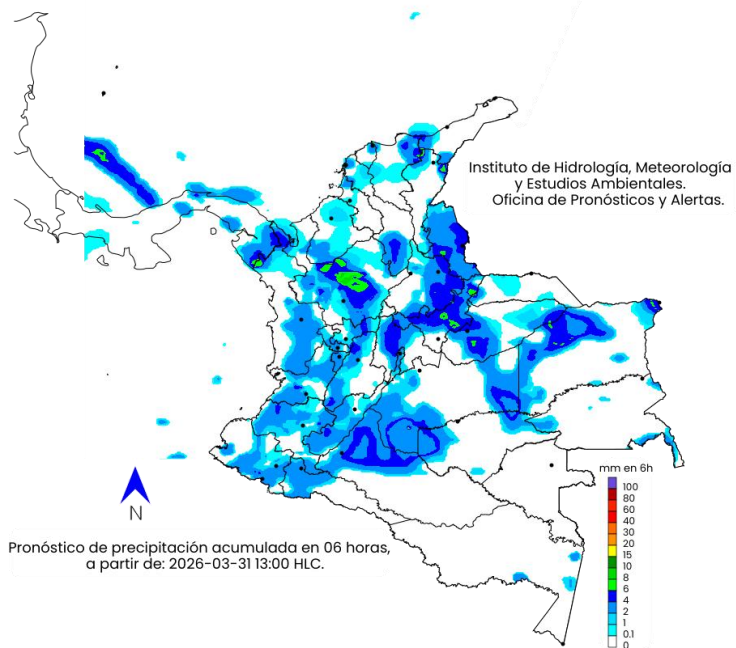 Instituto de Hidrología, Meteorología
y Estudios Ambientales.
Oficina de Pronósticos y Alertas.
N
Pronóstico de precipitación acumulada en 06 horas,
a partir de: 2026-03-31 13:00 HLC.
mm en 6h
100
80
60
40
30
20
15
10
8
6
4
2
1
0.1
0